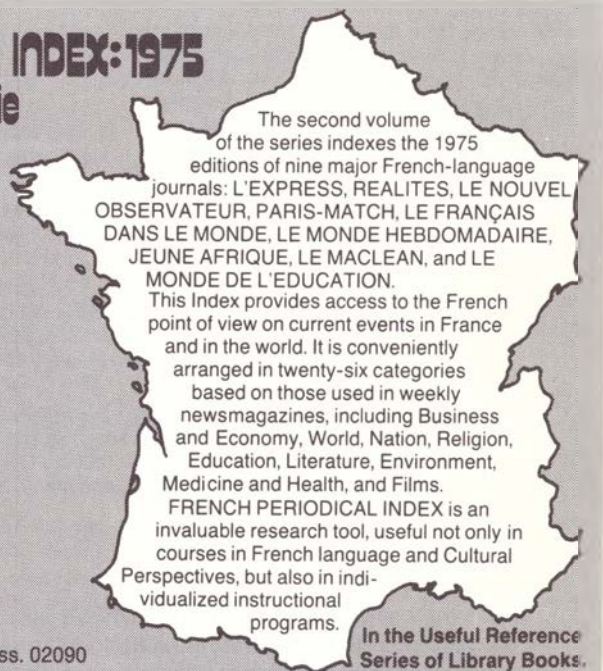 INDEX:1975
ie
The second volume
of the series indexes the 1975
editions of nine major French-language
journals: L'EXPRESS, REALITES, LE NOUVEL
OBSERVATEUR, PARIS-MATCH, LE FRANÇAIS
DANS LE MONDE, LE MONDE HEBDOMADAIRE,
JEUNE AFRIQUE, LE MACLEAN, and LE
MONDE DE L'EDUCATION.
This Index provides access to the French
point of view on current events in France
and in the world. It is conveniently
arranged in twenty-six categories
based on those used in weekly
newsmagazines, including Business
and Economy, World, Nation, Religion,
Education, Literature, Environment,
Medicine and Health, and Films.
FRENCH PERIODICAL INDEX is an
invaluable research tool, useful not only in
courses in French language and Cultural
Perspectives, but also in indi-
vidualized instructional
programs.
In the Useful Reference
Series of Library Books.
ss. 02090